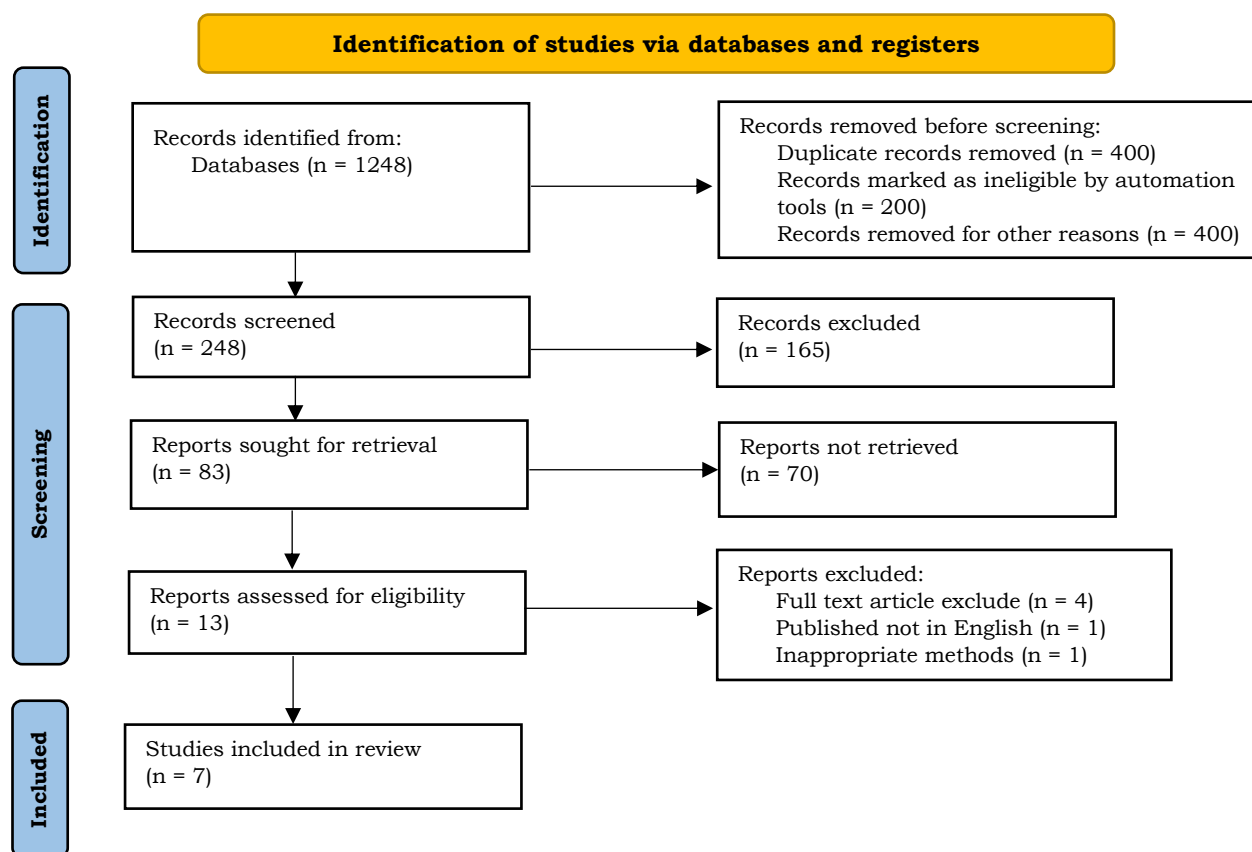 Identification of studies via databases and registers
Identification
Records identified from:
Databases (n = 1248)
Records removed before screening:
Duplicate records removed (n = 400)
Records marked as ineligible by automation
tools (n = 200)
Records removed for other reasons (n = 400)
Screening
Records screened
(n = 248)
Records excluded
(n = 165)
Reports sought for retrieval
(n = 83)
Reports not retrieved
(n = 70)
Reports assessed for eligibility
(n = 13)
Reports excluded:
Full text article exclude (n = 4)
Published not in English (n = 1)
Inappropriate methods (n = 1)
Included
Studies included in review
(n = 7)